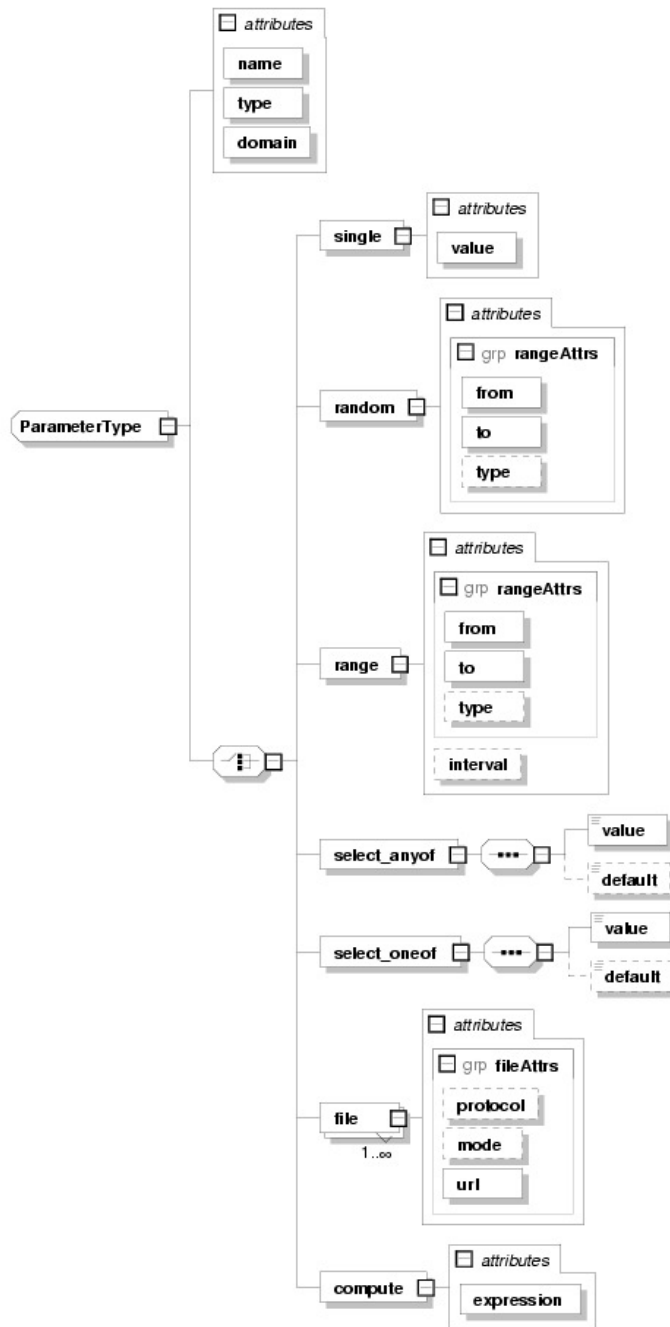 attributes
name
type
domain
single
attributes
value
random
attributes
grp rangeAttrs
from
to
type
ParameterType
range
attributes
grp rangeAttrs
from
to
type
interval
select_anyof
value
default
select_oneof
value
default
file
1..∞
attributes
grp fileAttrs
protocol
mode
url
compute
attributes
expression